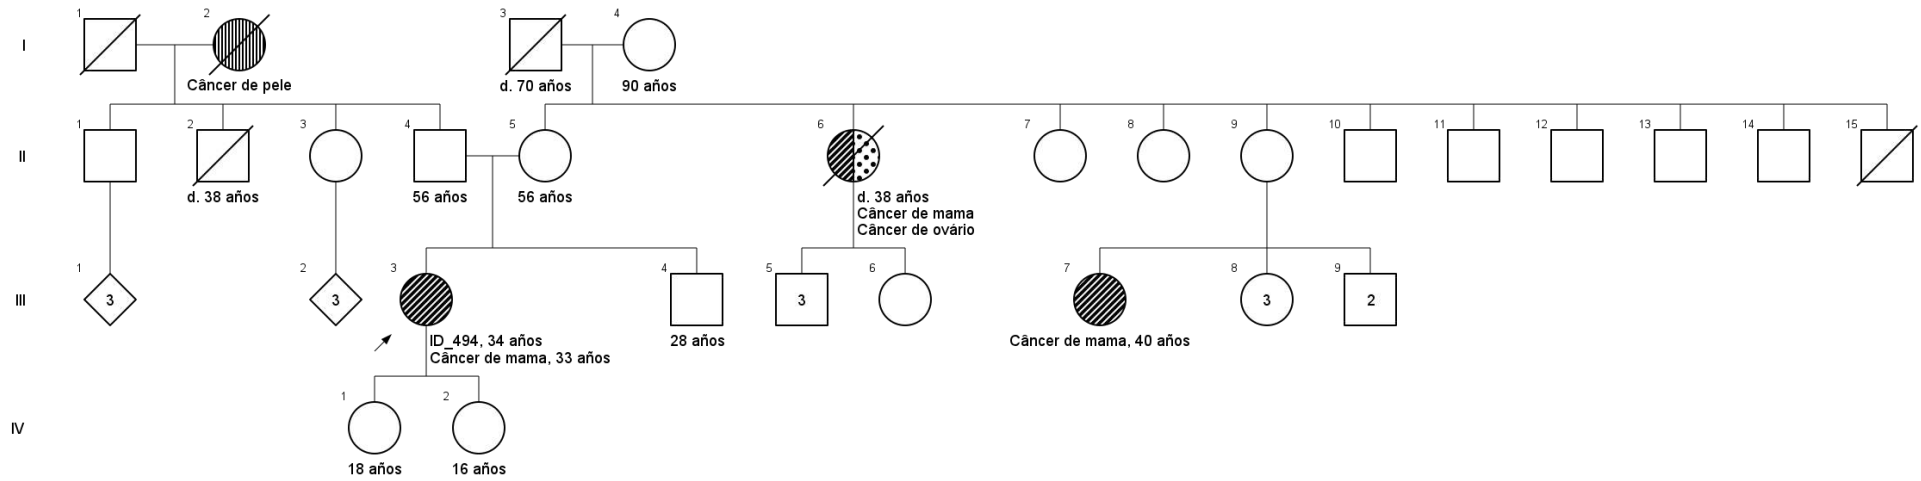 1 2 3 4
I
Câncer de pele d. 70 años 90 años
1 2 3 4 5 6 7 8 9 10 11 12 13 14 15
II
d. 38 años 56 años 56 años d. 38 años
Câncer de mama
Câncer de ovário
1 2 3 4 5 6 7 8 9
III 3 3 3 3 2
ID_494, 34 años 28 años Câncer de mama, 40 años
Câncer de mama, 33 años
1 2
IV
18 años 16 años